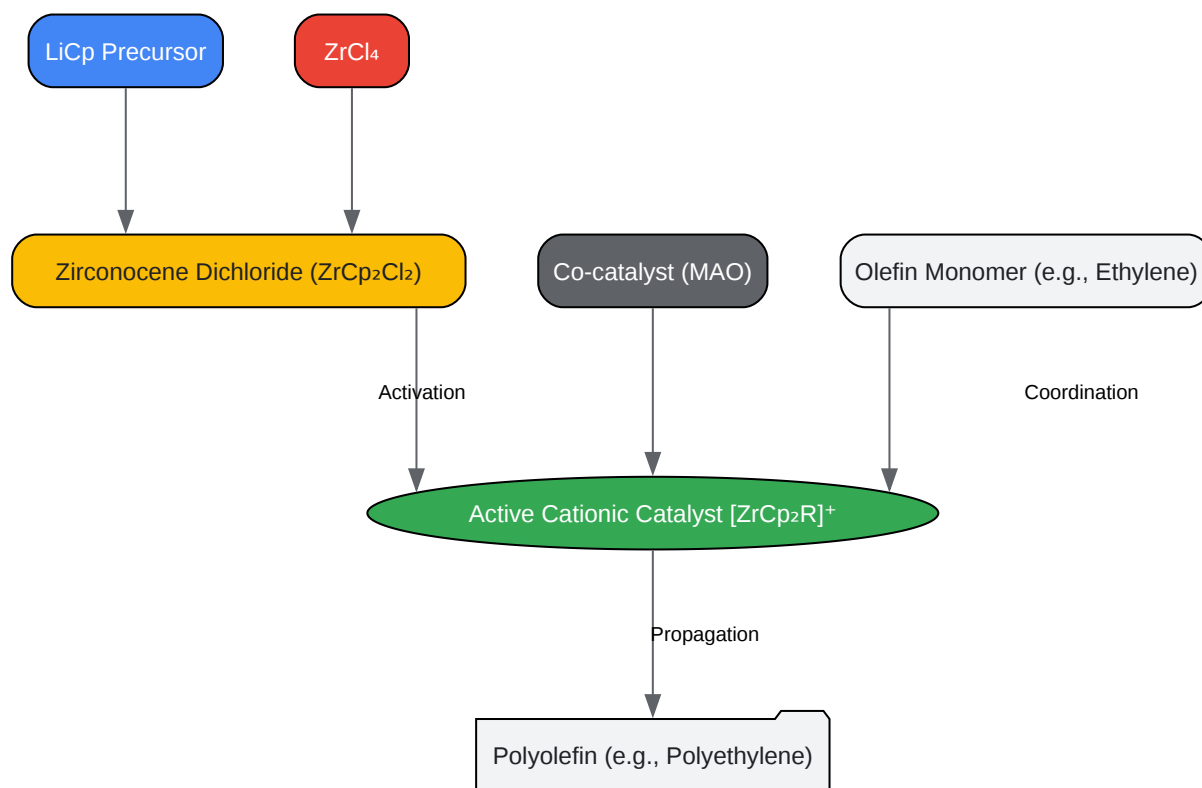 LiCp Precursor
ZrCl₄
Zirconocene Dichloride (ZrCp₂Cl₂)
Co-catalyst (MAO)
Olefin Monomer (e.g., Ethylene)
Activation
Coordination
Active Cationic Catalyst [ZrCp₂R]⁺
Propagation
Polyolefin (e.g., Polyethylene)